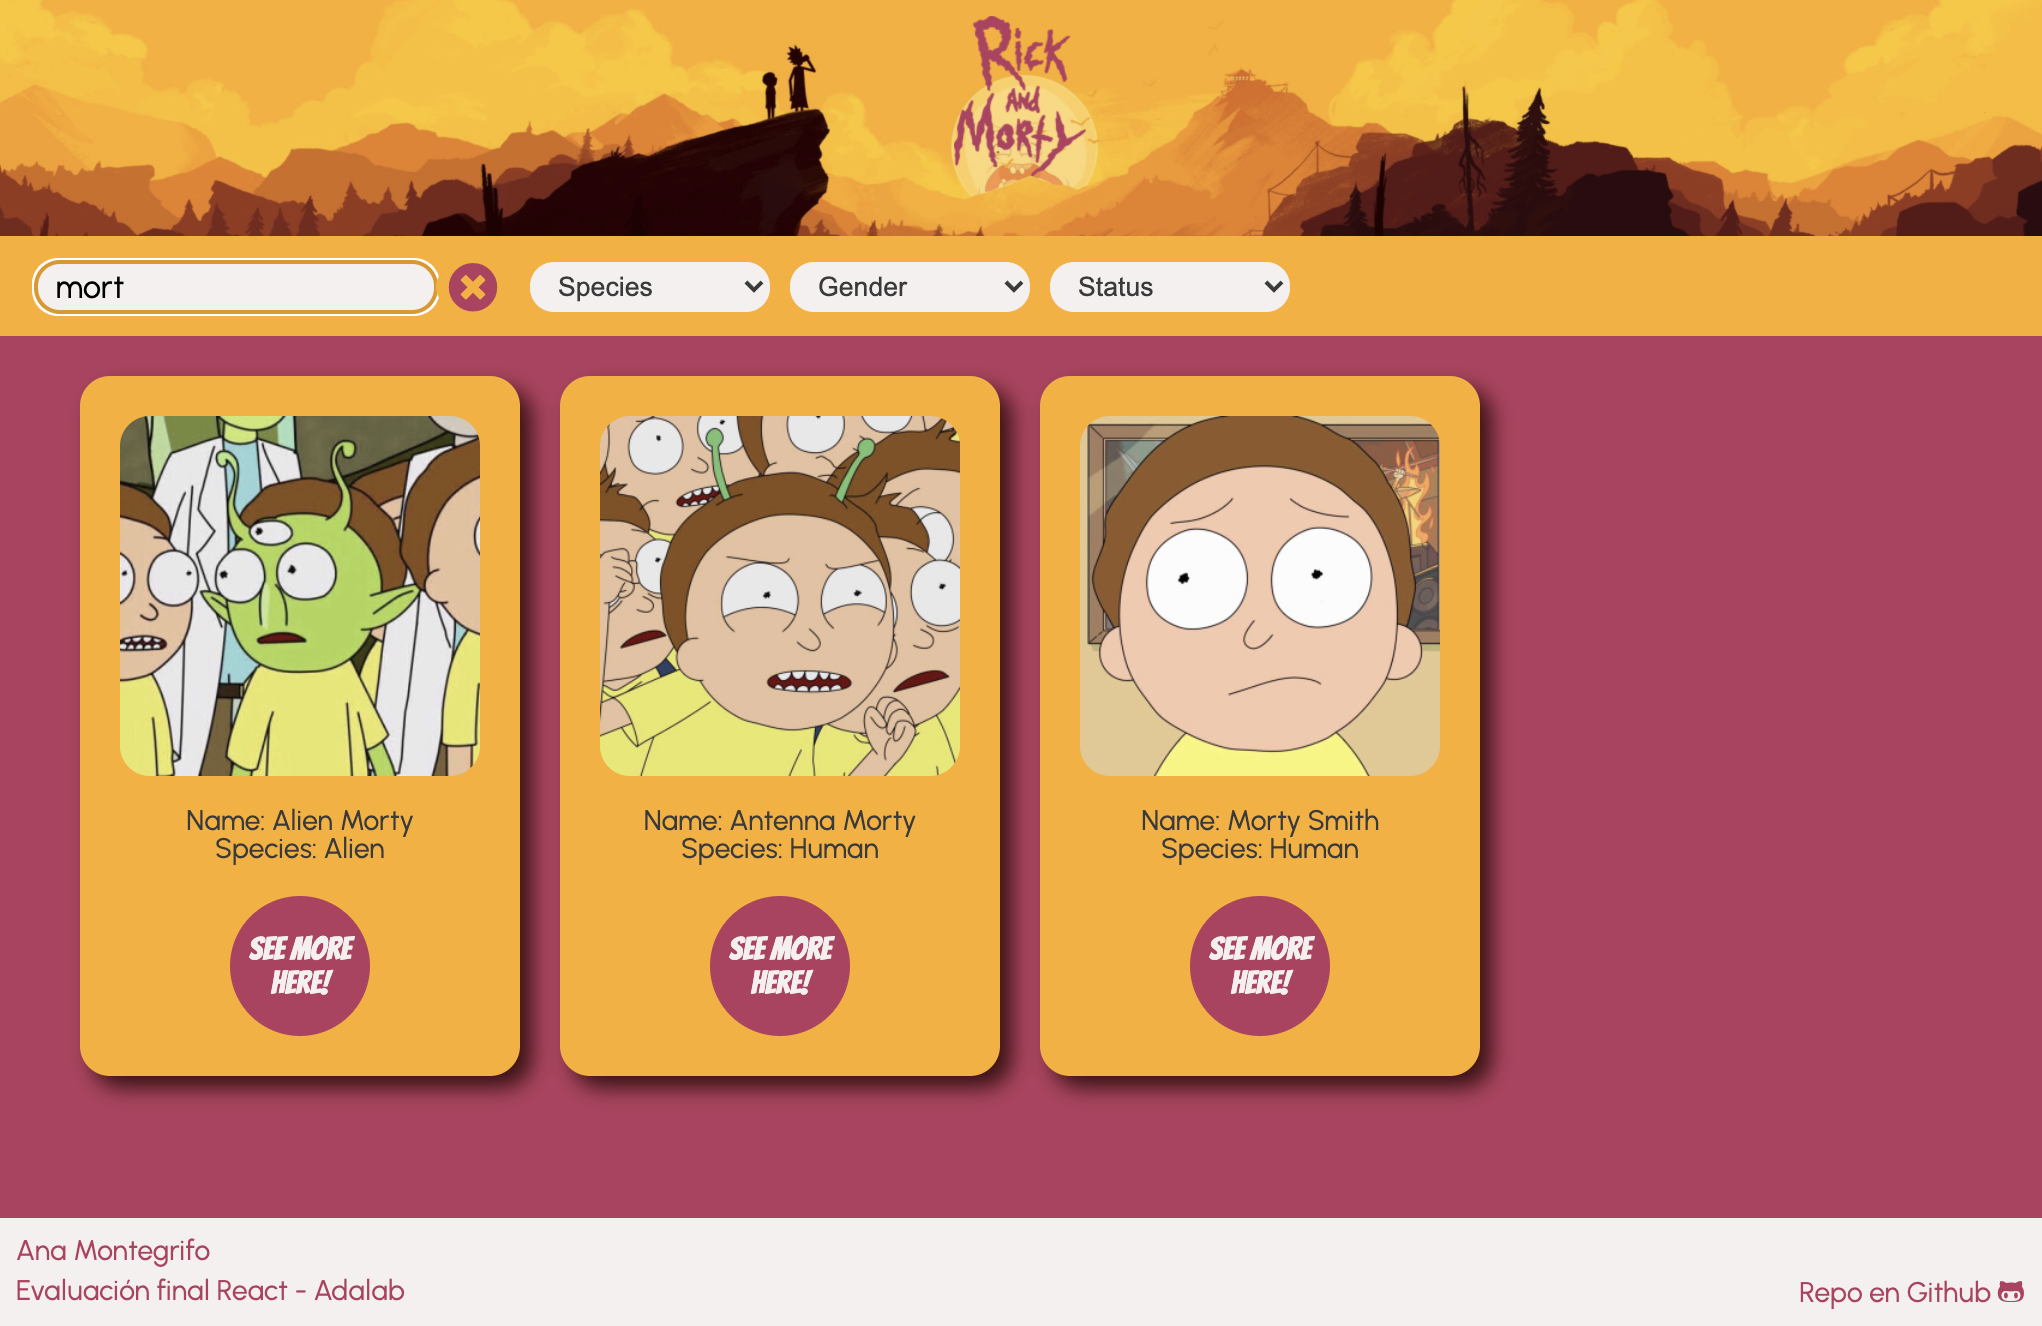 Rick
And
Morty
mort
Species
Gender
Status
Name: Alien Morty
Species: Alien
SEE MORE
HERE!
Name: Antenna Morty
Species: Human
SEE MORE
HERE!
Name: Morty Smith
Species: Human
SEE MORE
HERE!
Ana Montegrifo
Evaluación final React - Adalab
Repo en Github